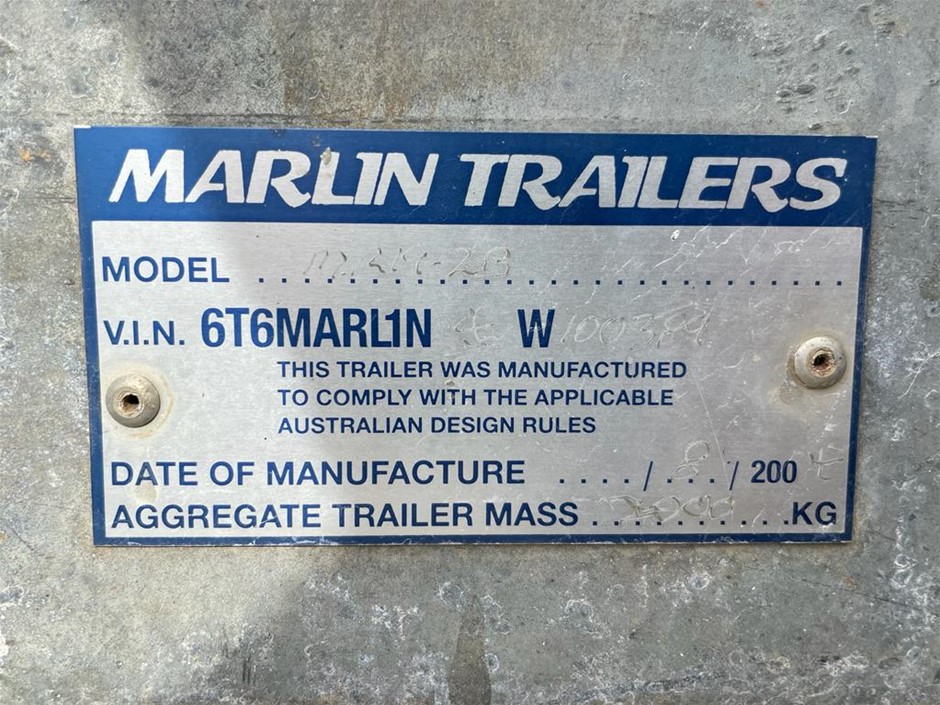 MARLIN TRAILERS
MODEL ..............................
V.I.N. 6T6MARL1N W
THIS TRAILER WAS MANUFACTURED
TO COMPLY WITH THE APPLICABLE
AUSTRALIAN DESIGN RULES
DATE OF MANUFACTURE ..../.../200
AGGREGATE TRAILER MASS ..........KG